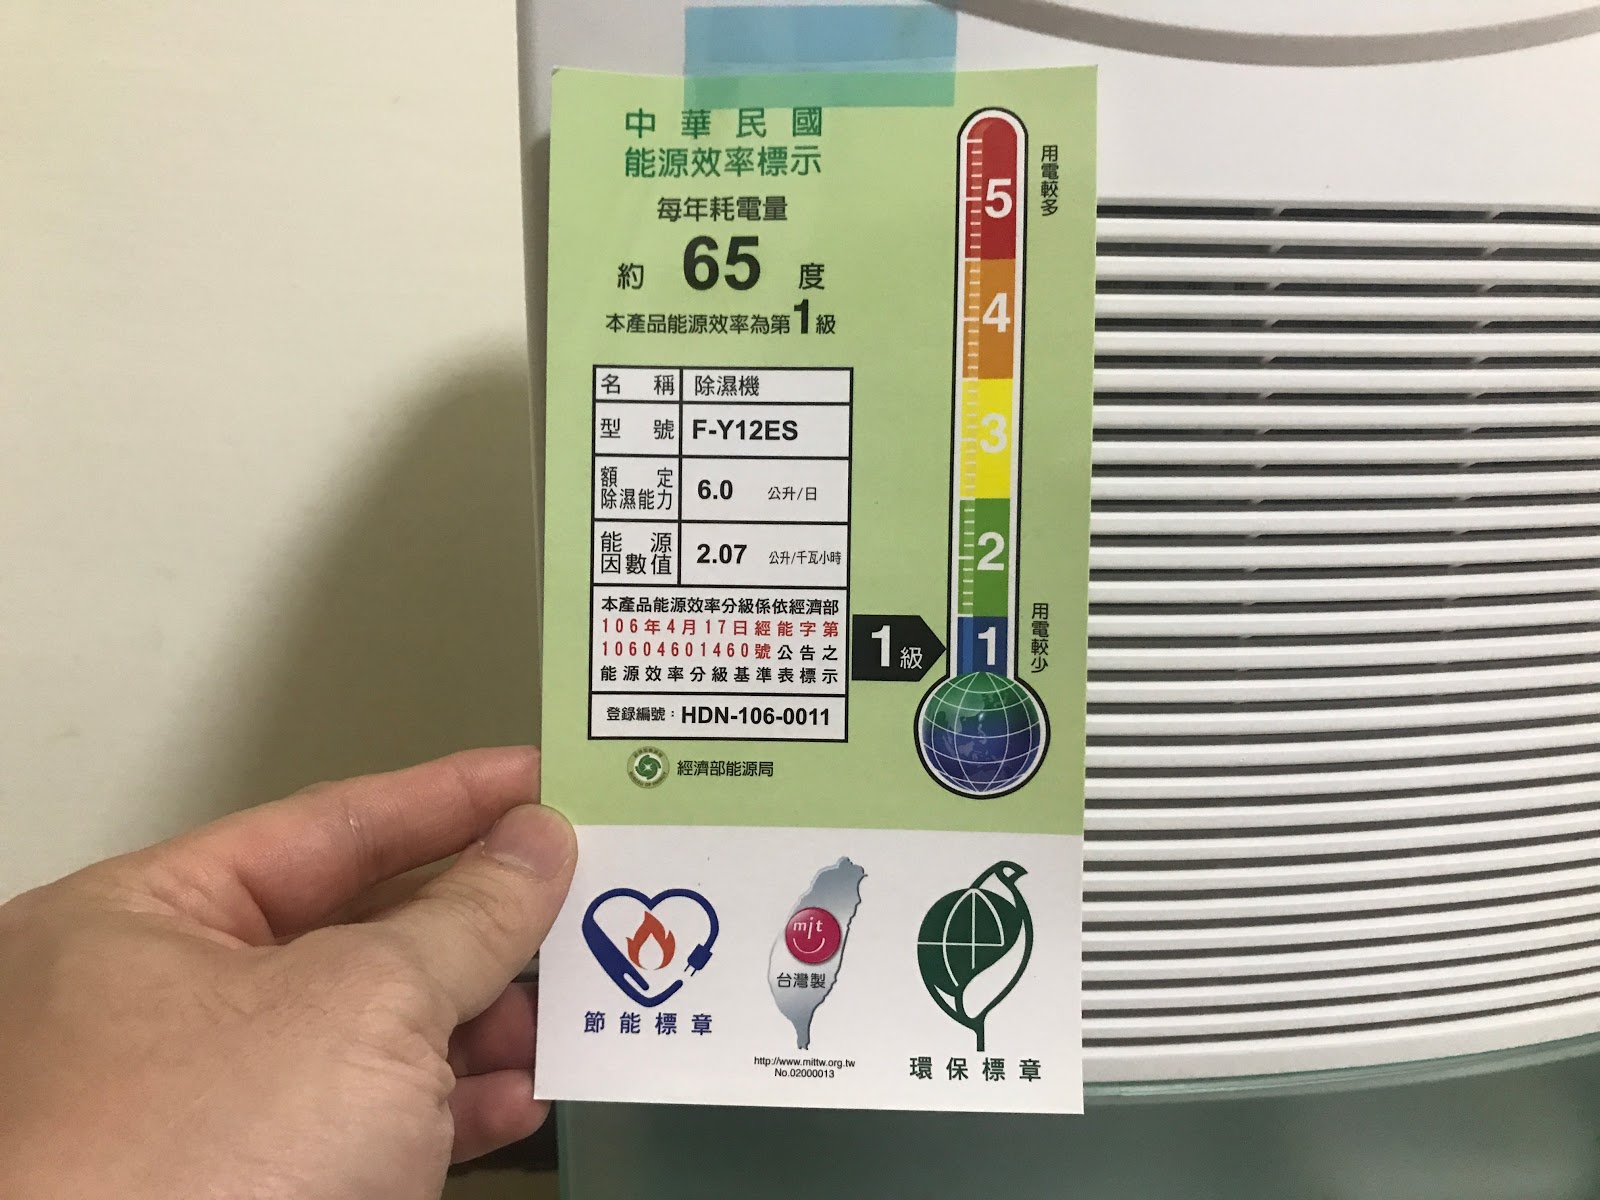 中華民國
能源效率標示
每年耗電量
約 65 度
本產品能源效率為第1級
名稱 除濕機
型號 F-Y12ES
額定
除濕能力 6.0 公升/日
能源
因數值 2.07 公升/千瓦小時
本產品能源效率分級係依經濟部
106年4月17日經能字第
10604601460號公告之
能源效率分級基準表標示
登錄編號：HDN-106-0011
經濟部能源局
用電較多
5
4
3
2
1
1級
用電較少
節能標章
mit
台灣製
http://www.mittw.org.tw
No.02000013
環保標章